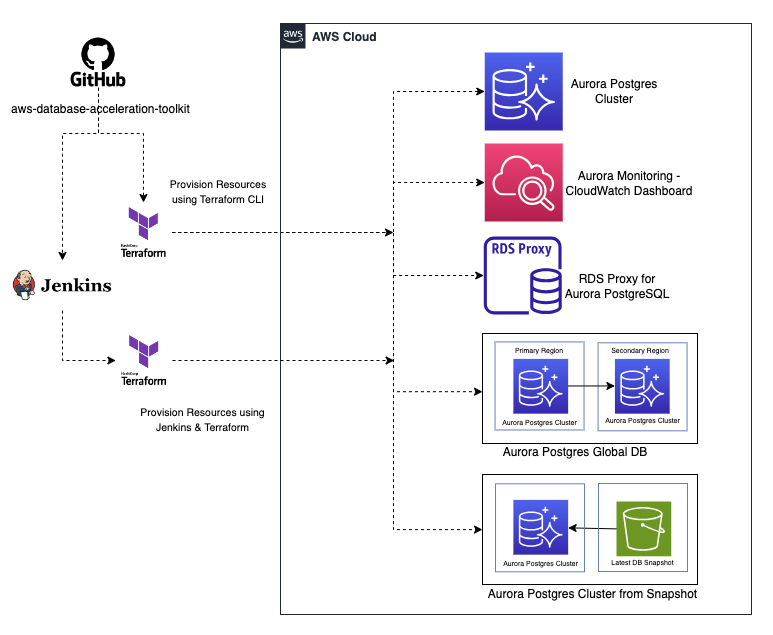 aws
AWS Cloud
GitHub
aws-database-acceleration-toolkit
Provision Resources
using Terraform CLI
HashiCorp
Terraform
Jenkins
HashiCorp
Terraform
Provision Resources using
Jenkins & Terraform
Aurora Postgres
Cluster
Aurora Monitoring -
CloudWatch Dashboard
RDS Proxy
RDS Proxy for
Aurora PostgreSQL
Primary Region
Secondary Region
Aurora Postgres Cluster
Aurora Postgres Cluster
Aurora Postgres Global DB
Aurora Postgres Cluster
Latest DB Snapshot
Aurora Postgres Cluster from Snapshot